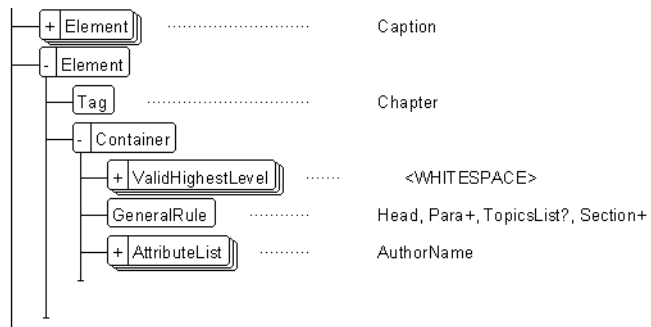 + Element Caption
- Element
Tag Chapter
- Container
+ ValidHighestLevel <WHITESPACE>
GeneralRule Head, Para+, TopicsList?, Section+
+ AttributeList AuthorName